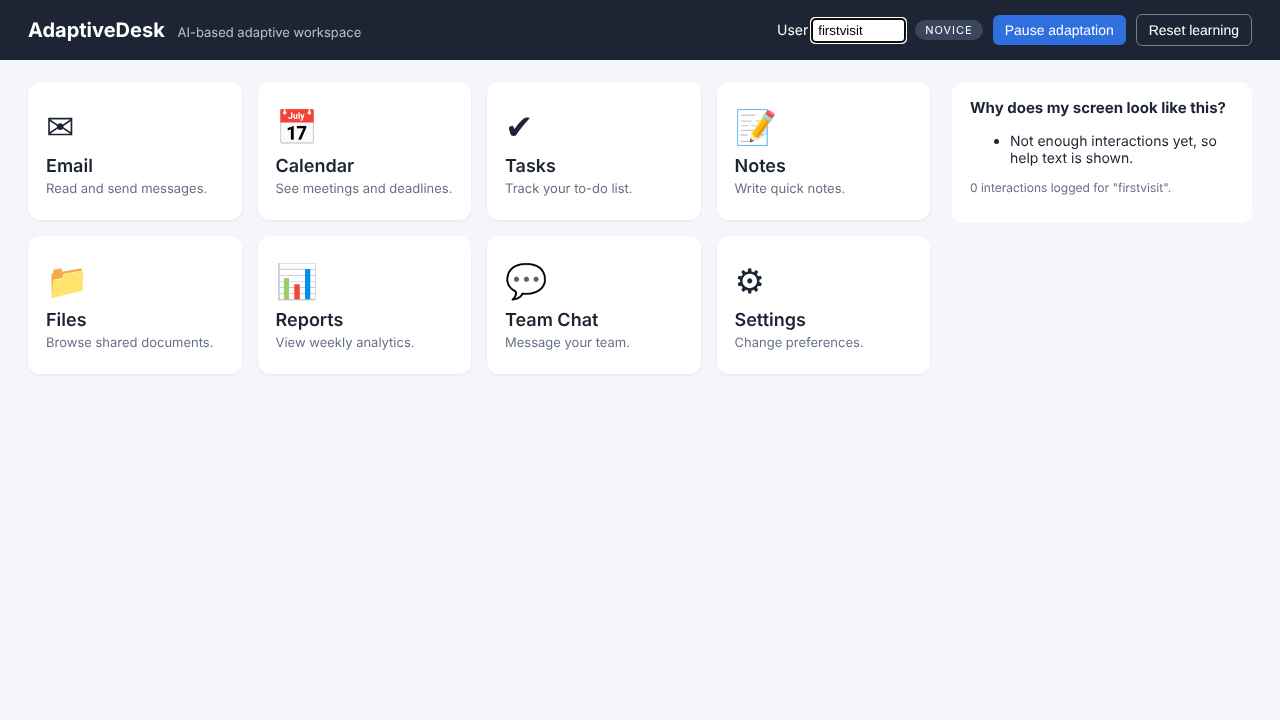 AdaptiveDesk AI-based adaptive workspace User firstvisit NOVICE Pause adaptation Reset learning
Email
Read and send messages.
July
17
Calendar
See meetings and deadlines.
Tasks
Track your to-do list.
Notes
Write quick notes.
Why does my screen look like this?
Not enough interactions yet, so
help text is shown.
0 interactions logged for "firstvisit".
Files
Browse shared documents.
Reports
View weekly analytics.
Team Chat
Message your team.
Settings
Change preferences.